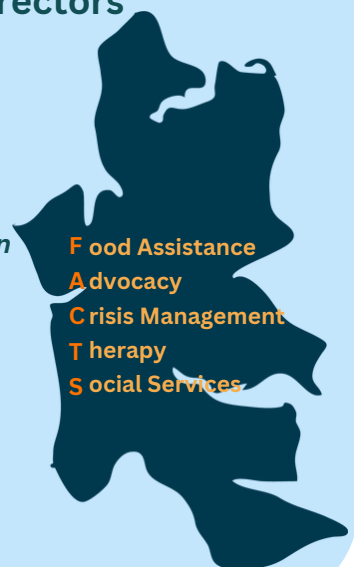 rectors
n
Food Assistance
Advocacy
Crisis Management
Therapy
Social Services